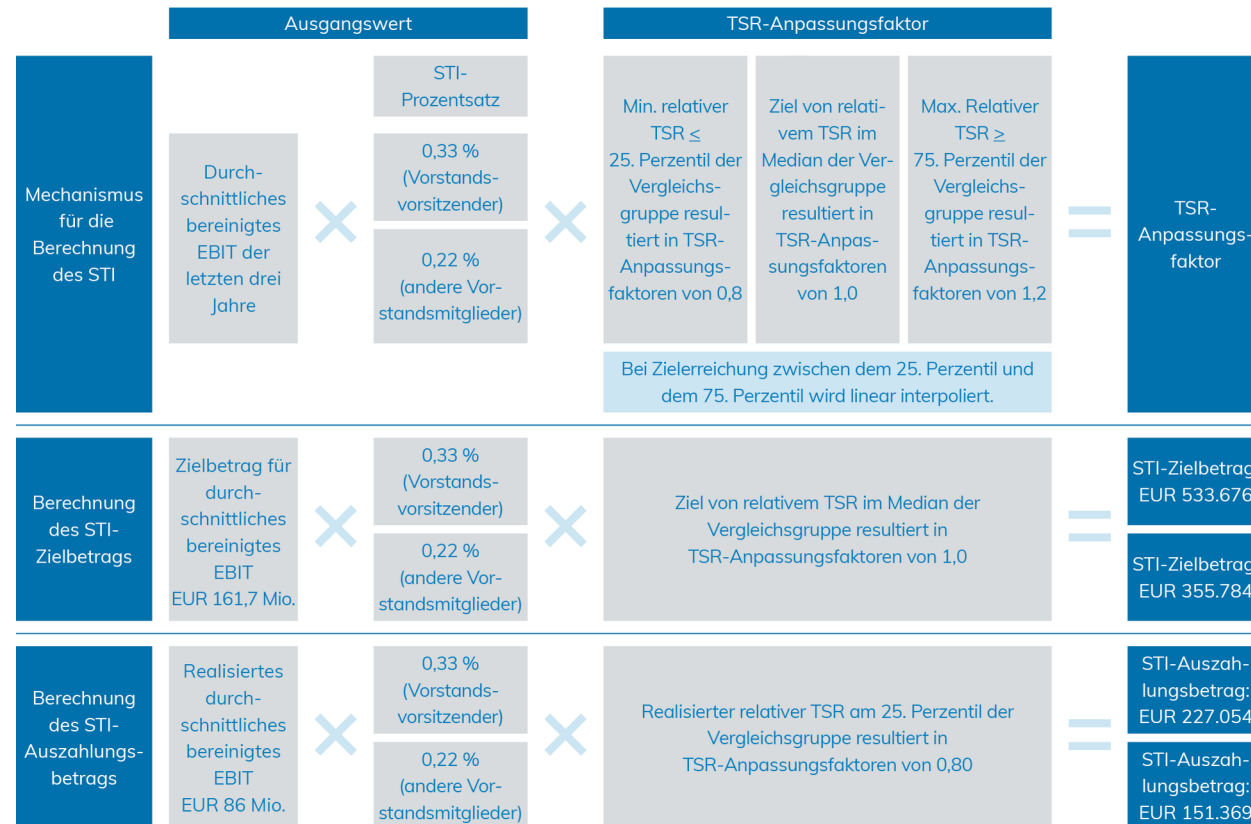 Ausgangswert
TSR-Anpassungsfaktor
Mechanismus
für die
Berechnung
des STI
Durch-
schnittliches
bereinigtes
EBIT der
letzten drei
Jahre
×
STI-
Prozentsatz
0,33 %
(Vorstands-
vorsitzender)
0,22 %
(andere Vor-
standsmitglieder)
×
Min. relativer
TSR ≤
25. Perzentil der
Vergleichs-
gruppe resul-
tiert in TSR-
Anpassungs-
faktoren von 0,8
Ziel von relati-
vem TSR im
Median der Ver-
gleichsgruppe
resultiert in
TSR-Anpas-
sungsfaktoren
von 1,0
Max. Relativer
TSR ≥
75. Perzentil der
Vergleichs-
gruppe resul-
tiert in TSR-
Anpassungs-
faktoren von 1,2
Bei Zielerreichung zwischen dem 25. Perzentil und
dem 75. Perzentil wird linear interpoliert.
=
TSR-
Anpassungs-
faktor
Berechnung
des STI-
Zielbetrags
Zielbetrag für
durch-
schnittliches
bereinigtes
EBIT
EUR 161,7 Mio.
×
0,33 %
(Vorstands-
vorsitzender)
0,22 %
(andere Vor-
standsmitglieder)
×
Ziel von relativem TSR im Median der
Vergleichsgruppe resultiert in
TSR-Anpassungsfaktoren von 1,0
=
STI-Zielbetrag
EUR 533.676
STI-Zielbetrag
EUR 355.784
Berechnung
des STI-
Auszahlungs-
betrags
Realisiertes
durch-
schnittliches
bereinigtes
EBIT
EUR 86 Mio.
×
0,33 %
(Vorstands-
vorsitzender)
0,22 %
(andere Vor-
standsmitglieder)
×
Realisierter relativer TSR am 25. Perzentil der
Vergleichsgruppe resultiert in
TSR-Anpassungsfaktoren von 0,80
=
STI-Auszah-
lungsbetrag:
EUR 227.054
STI-Auszah-
lungsbetrag:
EUR 151.369